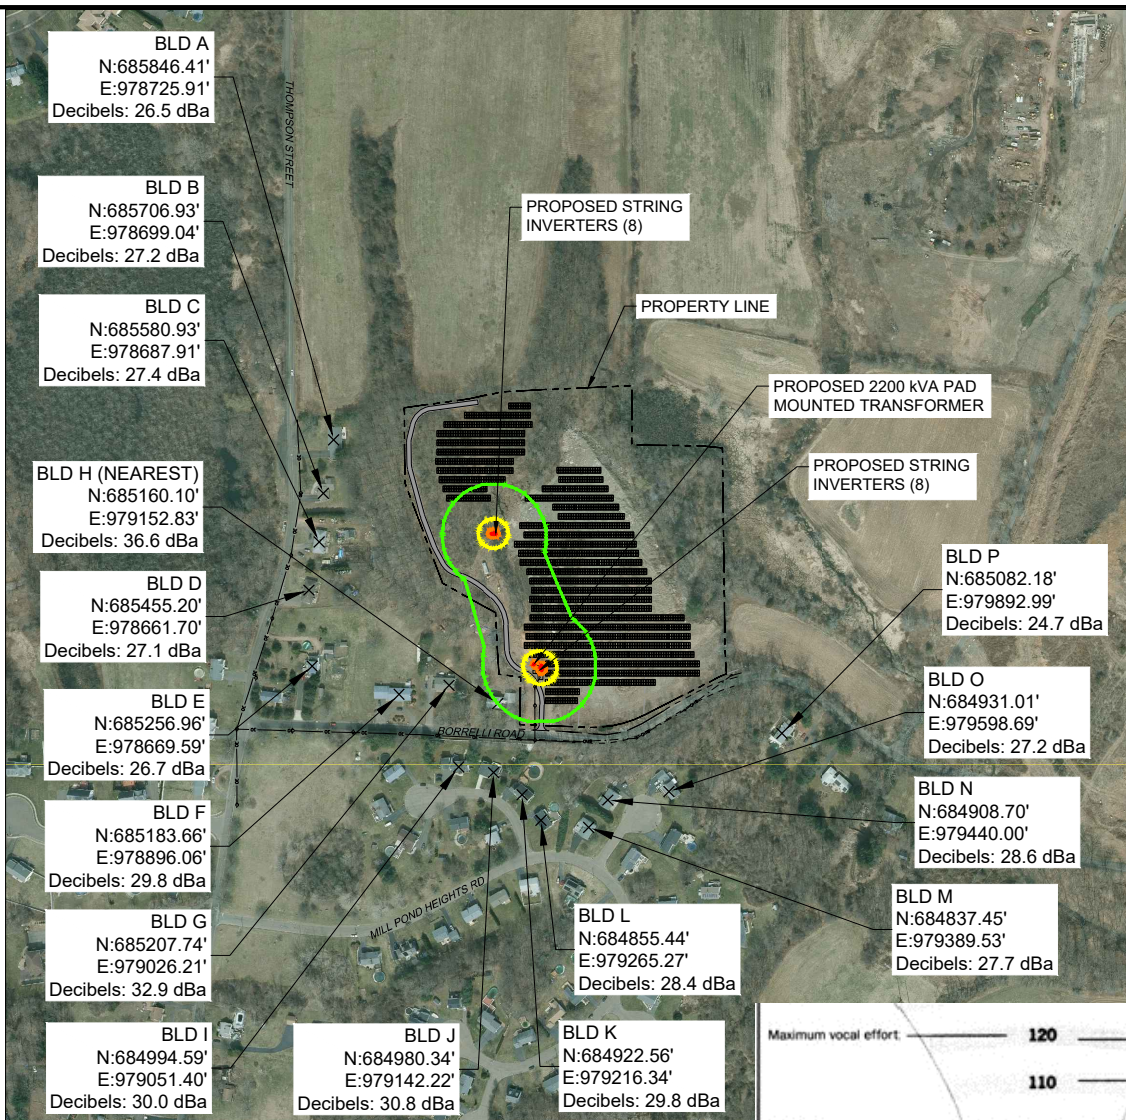 BLD A
N:685846.41'
E:978725.91'
Decibels: 26.5 dBa
THOMPSON STREET
BLD B
N:685706.93'
E:978699.04'
Decibels: 27.2 dBa
PROPOSED STRING
INVERTERS (8)
BLD C
N:685580.93'
E:978687.91'
Decibels: 27.4 dBa
PROPERTY LINE
PROPOSED 2200 kVA PAD
MOUNTED TRANSFORMER
BLD H (NEAREST)
N:685160.10'
E:979152.83'
Decibels: 36.6 dBa
PROPOSED STRING
INVERTERS (8)
BLD D
N:685455.20'
E:978661.70'
Decibels: 27.1 dBa
BLD P
N:685082.18'
E:979892.99'
Decibels: 24.7 dBa
BLD E
N:685256.96'
E:978669.59'
Decibels: 26.7 dBa
BLD O
N:684931.01'
E:979598.69'
Decibels: 27.2 dBa
BORRELLI ROAD
BLD F
N:685183.66'
E:978896.06'
Decibels: 29.8 dBa
BLD N
N:684908.70'
E:979440.00'
Decibels: 28.6 dBa
MILL POND HEIGHTS RD
BLD G
N:685207.74'
E:979026.21'
Decibels: 32.9 dBa
BLD L
N:684855.44'
E:979265.27'
Decibels: 28.4 dBa
BLD M
N:684837.45'
E:979389.53'
Decibels: 27.7 dBa
BLD I
N:684994.59'
E:979051.40'
Decibels: 30.0 dBa
BLD J
N:684980.34'
E:979142.22'
Decibels: 30.8 dBa
BLD K
N:684922.56'
E:979216.34'
Decibels: 29.8 dBa
Maximum vocal effort 120
110